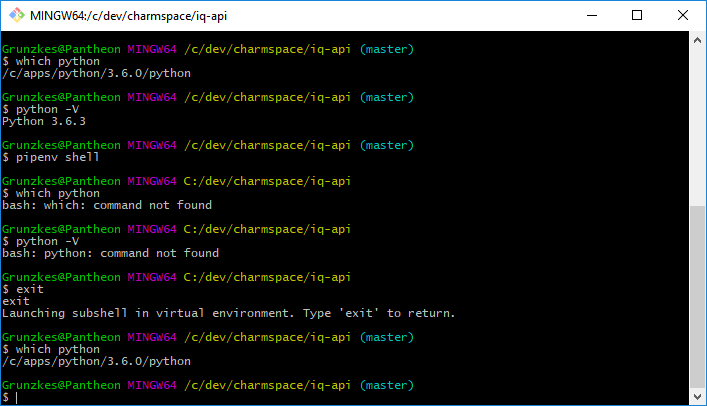 MINGW64:/c/dev/charmspace/iq-api
Grunzkes@Pantheon MINGW64 /c/dev/charmspace/iq-api (master)
$ which python
/c/apps/python/3.6.0/python
Grunzkes@Pantheon MINGW64 /c/dev/charmspace/iq-api (master)
$ python -V
Python 3.6.3
Grunzkes@Pantheon MINGW64 /c/dev/charmspace/iq-api (master)
$ pipenv shell
Grunzkes@Pantheon MINGW64 C:/dev/charmspace/iq-api
$ which python
bash: which: command not found
Grunzkes@Pantheon MINGW64 C:/dev/charmspace/iq-api
$ python -V
bash: python: command not found
Grunzkes@Pantheon MINGW64 C:/dev/charmspace/iq-api
$ exit
exit
Launching subshell in virtual environment. Type 'exit' to return.
Grunzkes@Pantheon MINGW64 /c/dev/charmspace/iq-api (master)
$ which python
/c/apps/python/3.6.0/python
Grunzkes@Pantheon MINGW64 /c/dev/charmspace/iq-api (master)
$